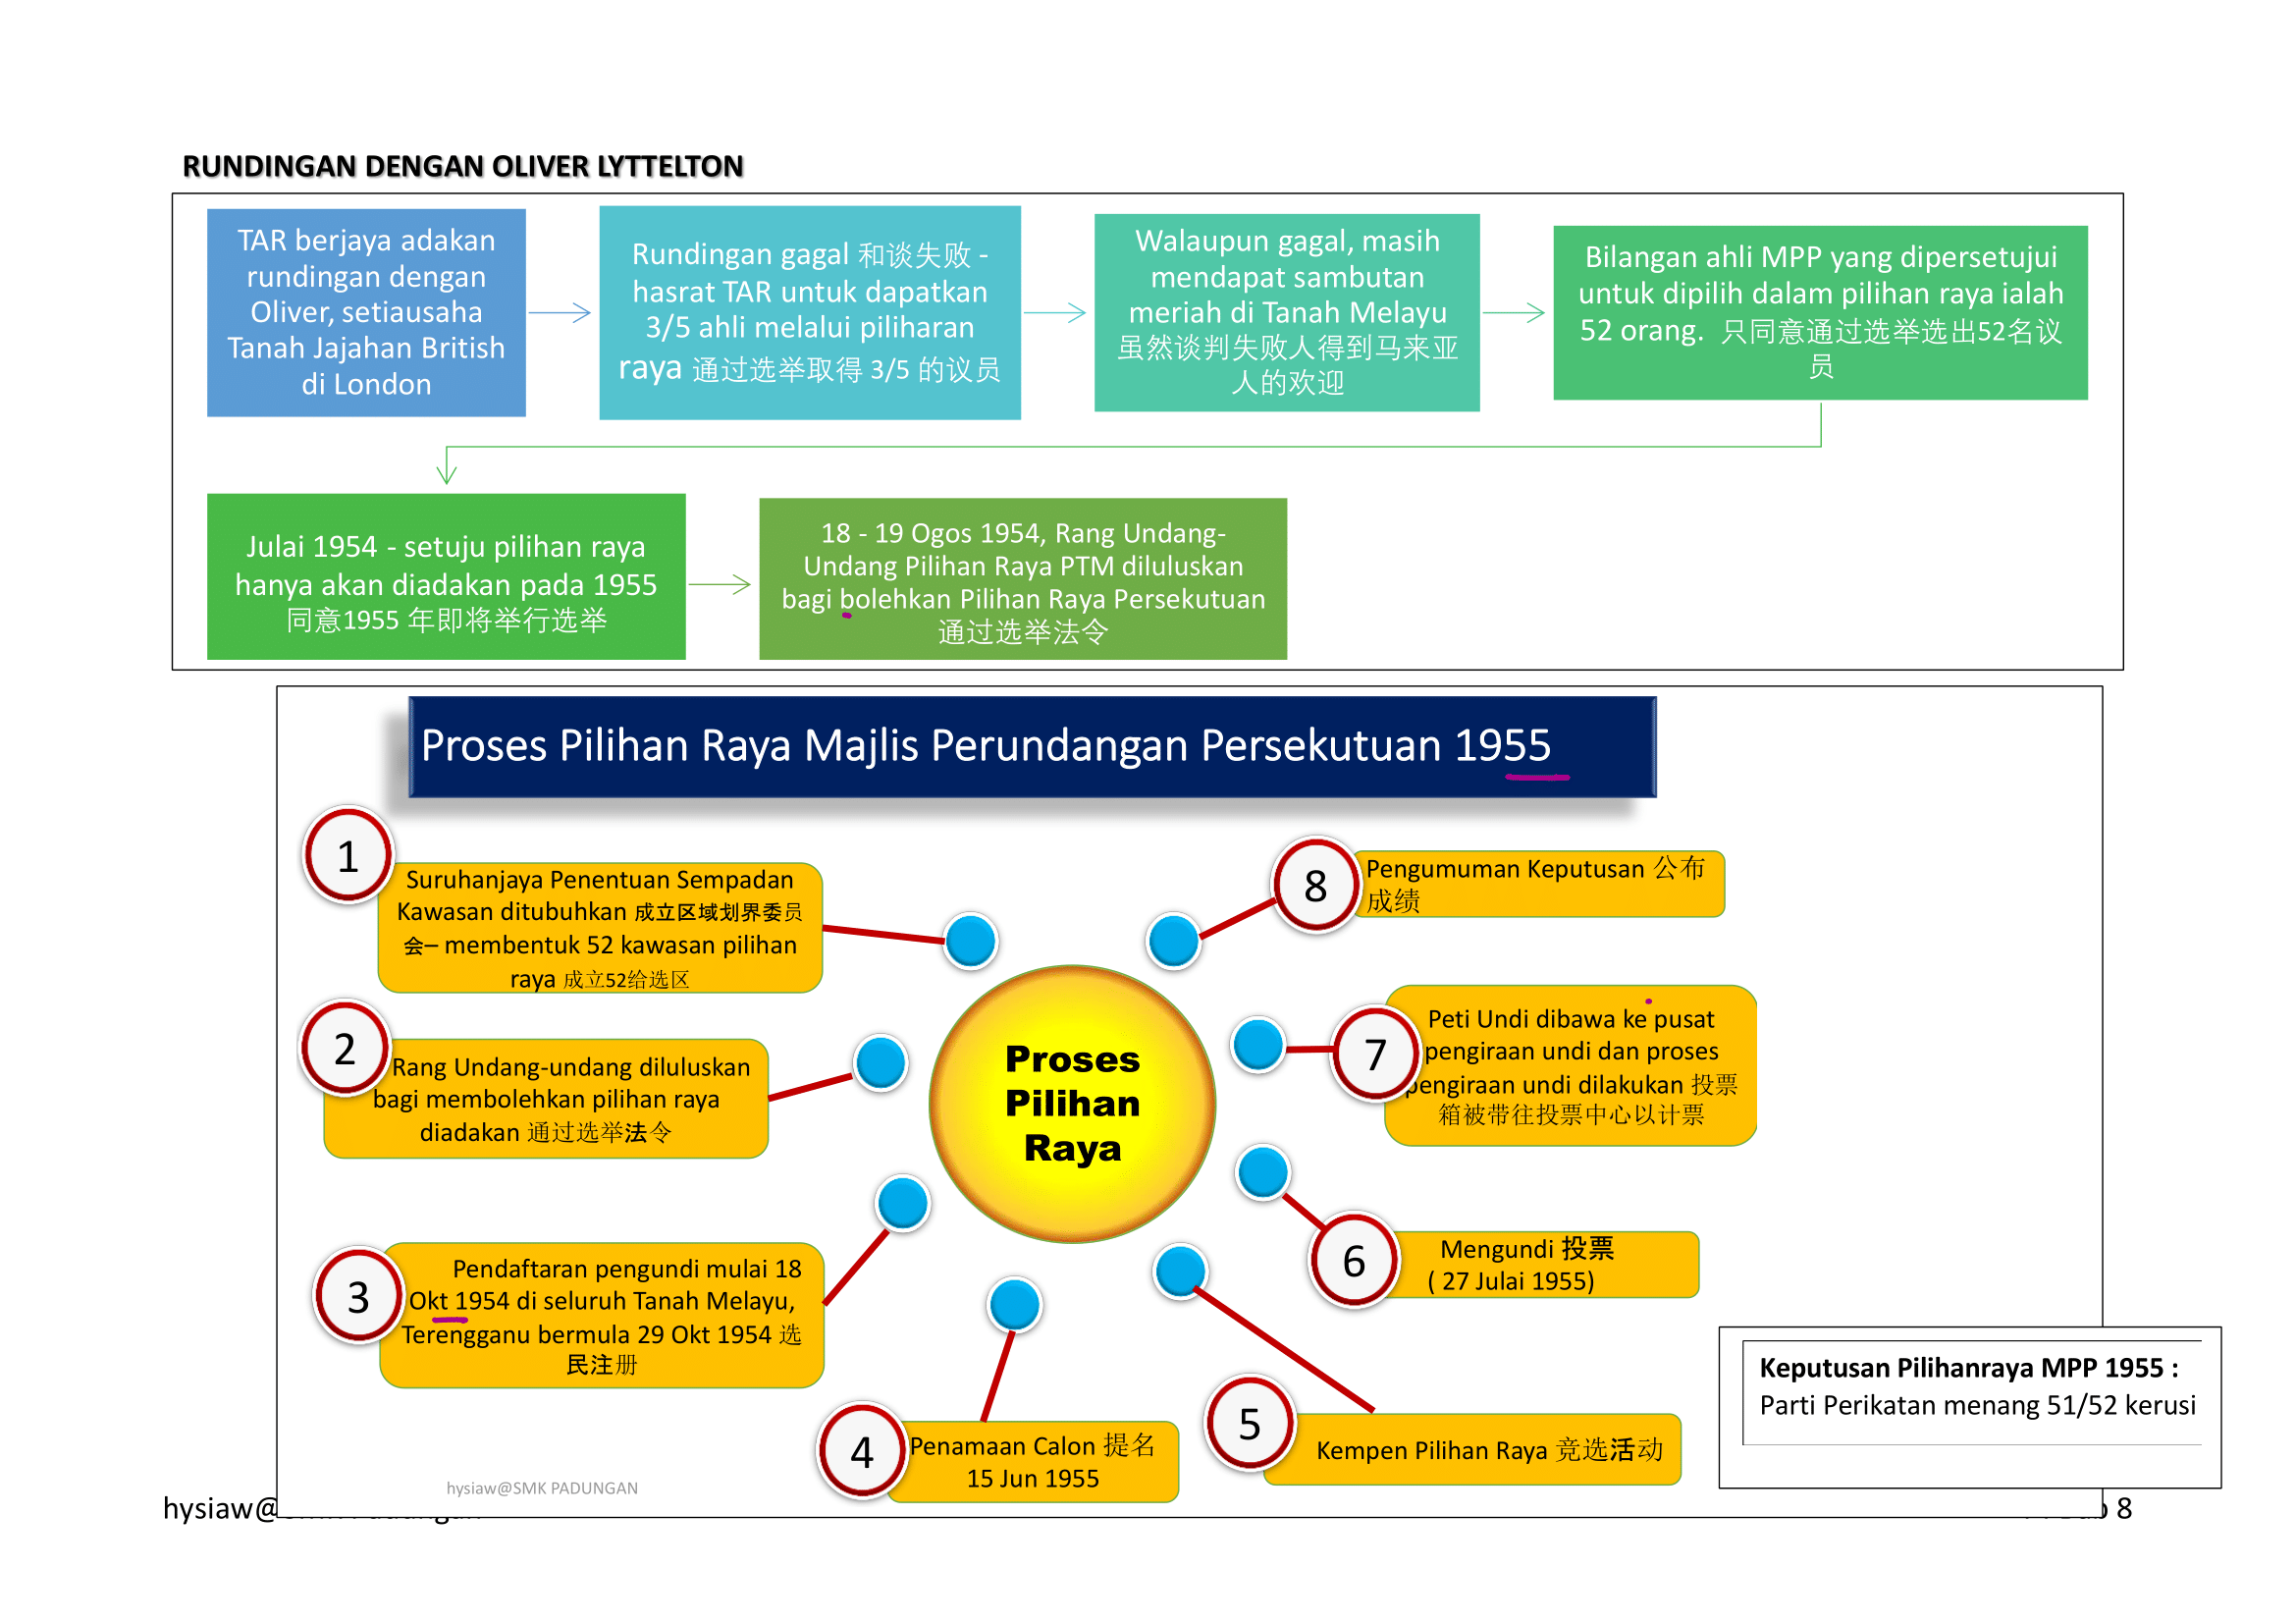 RUNDINGAN DENGAN OLIVER LYTTELTON
TAR berjaya adakan
rundingan dengan
Oliver, setiausaha
Tanah Jajahan British
di London
Rundingan gagal 和谈失败 -
hasrat TAR untuk dapatkan
3/5 ahli melalui piliharan
raya 通过选举取得 3/5 的议员
Walaupun gagal, masih
mendapat sambutan
meriah di Tanah Melayu
虽然谈判失败人得到马来亚
人的欢迎
Bilangan ahli MPP yang dipersetujui
untuk dipilih dalam pilihan raya ialah
52 orang. 只同意通过选举选出52名议
员
Julai 1954 - setuju pilihan raya
hanya akan diadakan pada 1955
同意1955 年即将举行选举
18 - 19 Ogos 1954, Rang Undang-
Undang Pilihan Raya PTM diluluskan
bagi bolehkan Pilihan Raya Persekutuan
通过选举法令
Proses Pilihan Raya Majlis Perundangan Persekutuan 1955
1
Suruhanjaya Penentuan Sempadan
Kawasan ditubuhkan 成立区域划界委员
会– membentuk 52 kawasan pilihan
raya 成立52给选区
2
Rang Undang-undang diluluskan
bagi membolehkan pilihan raya
diadakan 通过选举法令
3
Pendaftaran pengundi mulai 18
Okt 1954 di seluruh Tanah Melayu,
Terengganu bermula 29 Okt 1954 选
民注册
4
Penamaan Calon 提名
15 Jun 1955
5
Kempen Pilihan Raya 竞选活动
6
Mengundi 投票
( 27 Julai 1955)
7
Peti Undi dibawa ke pusat
pengiraan undi dan proses
pengiraan undi dilakukan 投票
箱被带往投票中心以计票
8
Pengumuman Keputusan 公布
成绩
Proses
Pilihan
Raya
Keputusan Pilihanraya MPP 1955 :
Parti Perikatan menang 51/52 kerusi
hysiaw@SMK PADUNGAN
hysiaw@
8